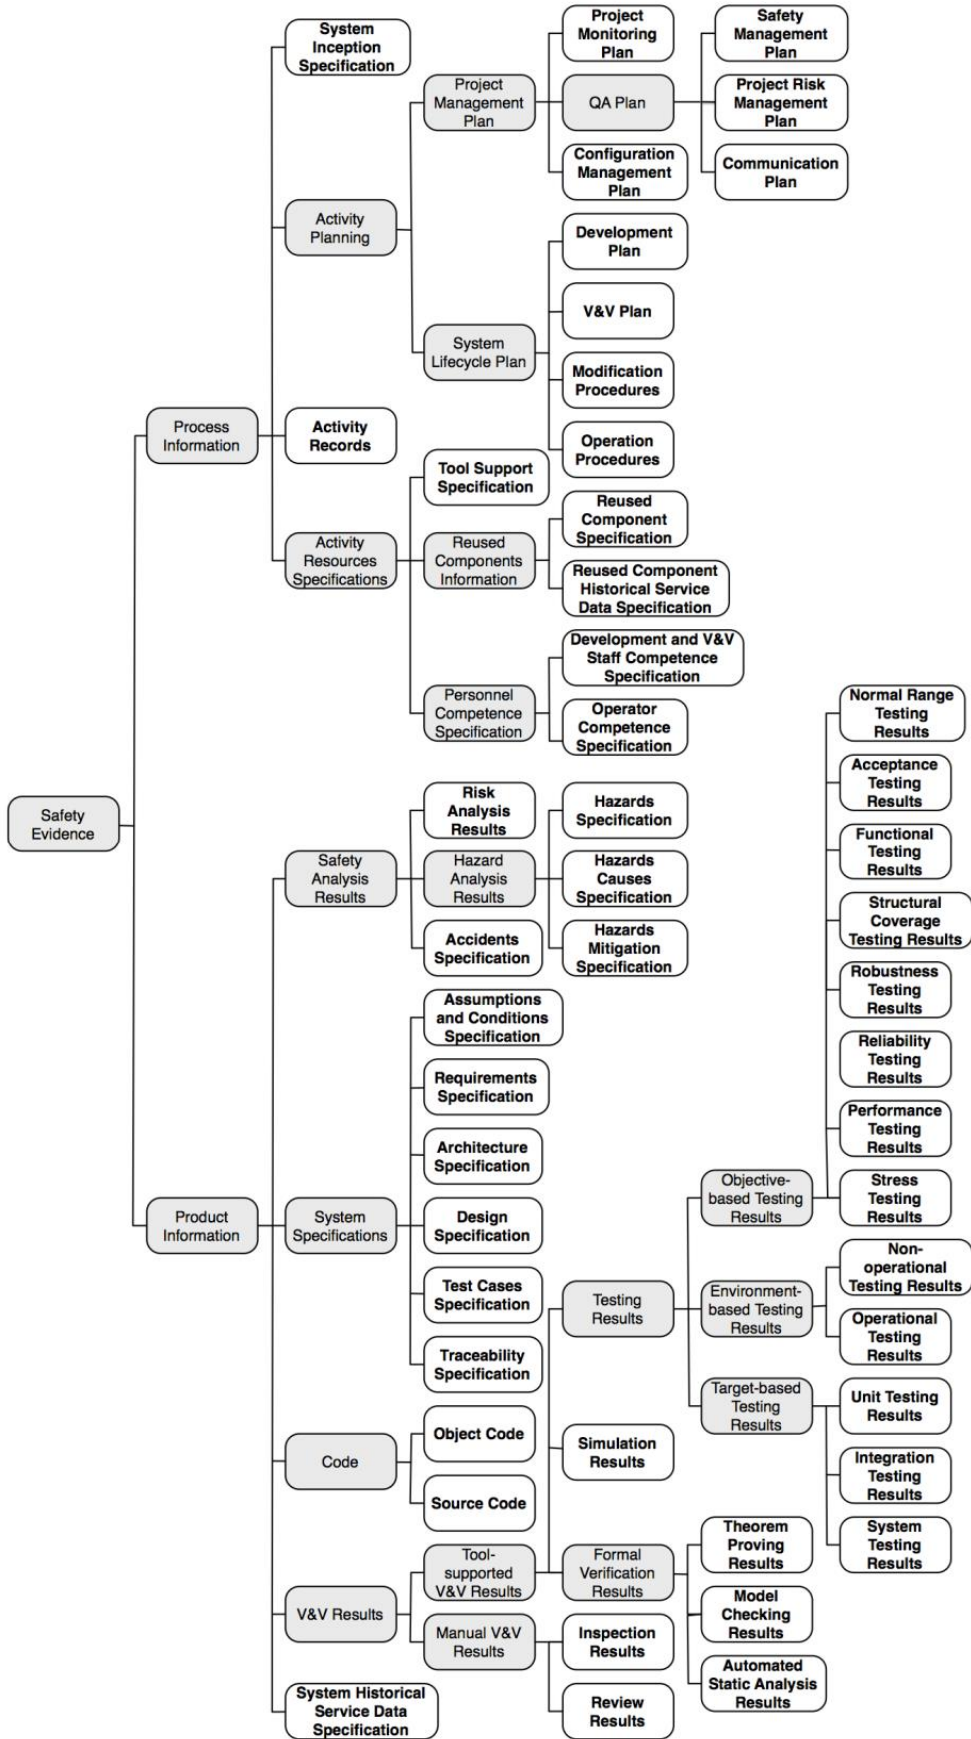 System
Inception
Specification
Project
Monitoring
Plan
Safety
Management
Plan
Project
Management
Plan
QA Plan
Project Risk
Management
Plan
Configuration
Management
Plan
Communication
Plan
Activity
Planning
Development
Plan
V&V Plan
System
Lifecycle Plan
Modification
Procedures
Operation
Procedures
Process
Information
Activity
Records
Tool Support
Specification
Reused
Component
Specification
Activity
Resources
Specifications
Reused
Components
Information
Reused Component
Historical Service
Data Specification
Development and V&V
Staff Competence
Specification
Personnel
Competence
Specification
Operator
Competence
Specification
Safety
Evidence
Risk
Analysis
Results
Hazards
Specification
Safety
Analysis
Results
Hazard
Analysis
Results
Hazards
Causes
Specification
Accidents
Specification
Hazards
Mitigation
Specification
Assumptions
and Conditions
Specification
Requirements
Specification
Architecture
Specification
Product
Information
System
Specifications
Design
Specification
Test Cases
Specification
Traceability
Specification
Code
Object Code
Source Code
V&V Results
Tool-
supported
V&V Results
Manual V&V
Results
System Historical
Service Data
Specification
Testing
Results
Simulation
Results
Formal
Verification
Results
Inspection
Results
Review
Results
Objective-
based Testing
Results
Environment-
based Testing
Results
Target-based
Testing
Results
Theorem
Proving
Results
Model
Checking
Results
Automated
Static Analysis
Results
Normal Range
Testing
Results
Acceptance
Testing
Results
Functional
Testing
Results
Structural
Coverage
Testing Results
Robustness
Testing
Results
Reliability
Testing
Results
Performance
Testing
Results
Stress
Testing
Results
Non-
operational
Testing Results
Operational
Testing
Results
Unit Testing
Results
Integration
Testing
Results
System
Testing
Results